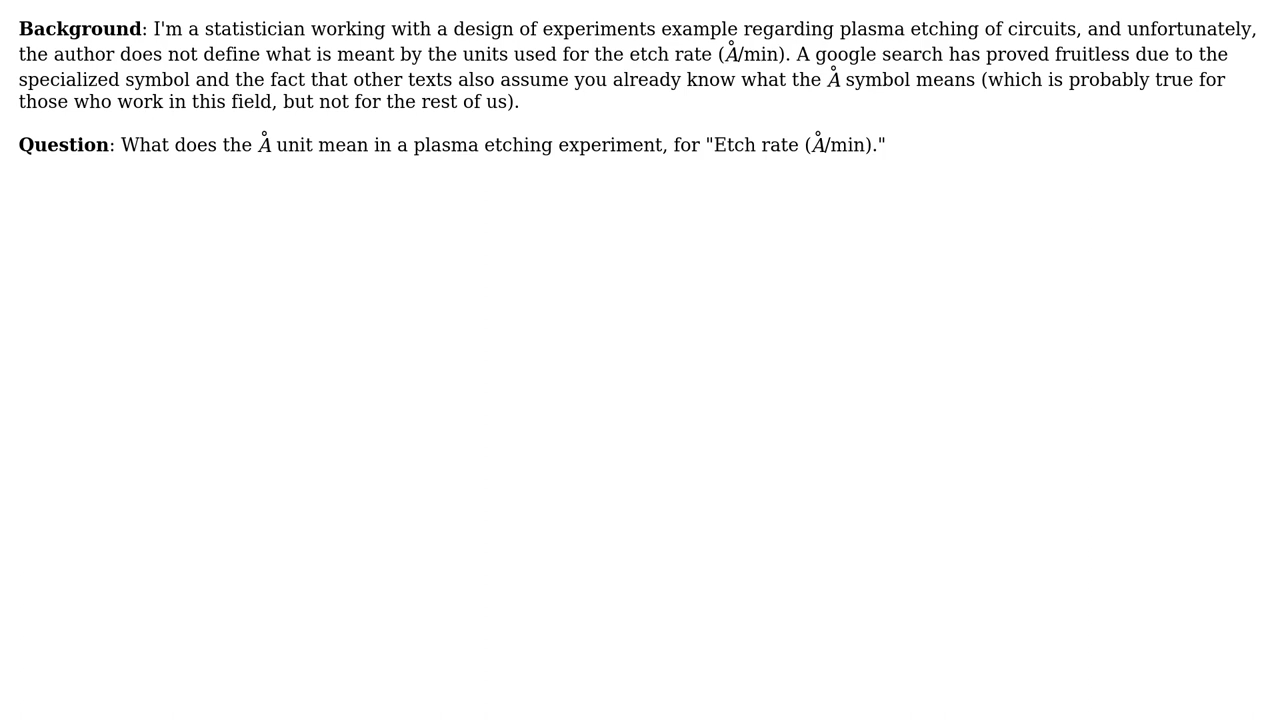 Background: I'm a statistician working with a design of experiments example regarding plasma etching of circuits, and unfortunately,
the author does not define what is meant by the units used for the etch rate (Å/min). A google search has proved fruitless due to the
specialized symbol and the fact that other texts also assume you already know what the Å symbol means (which is probably true for
those who work in this field, but not for the rest of us).
Question: What does the Å unit mean in a plasma etching experiment, for "Etch rate (Å/min)."